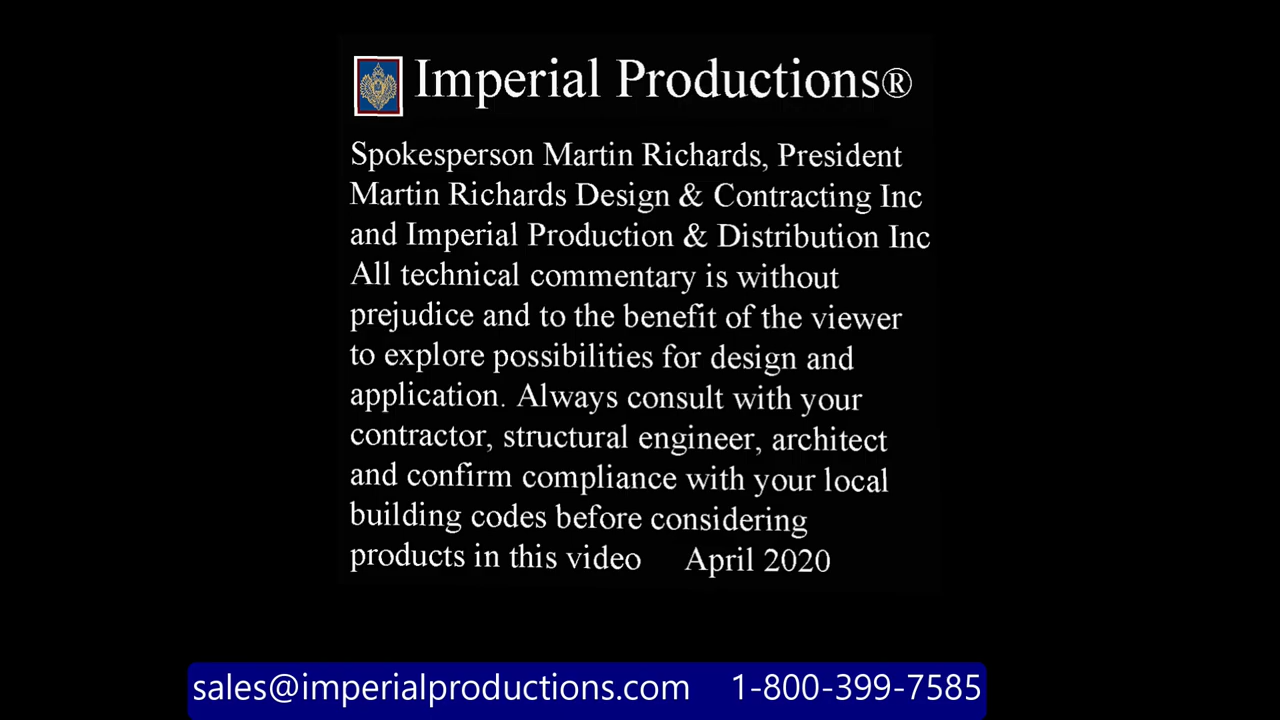 Imperial Productions®
Spokesperson Martin Richards, President
Martin Richards Design & Contracting Inc
and Imperial Production & Distribution Inc
All technical commentary is without
prejudice and to the benefit of the viewer
to explore possibilities for design and
application. Always consult with your
contractor, structural engineer, architect
and confirm compliance with your local
building codes before considering
products in this video April 2020
sales@imperialproductions.com 1-800-399-7585